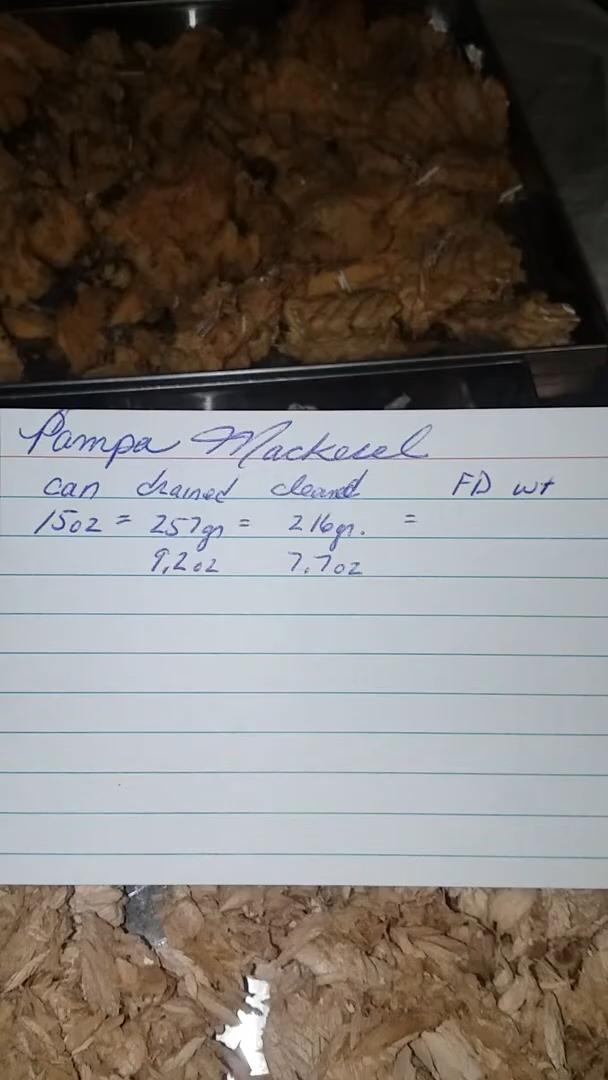 Pampa Mackerel
can drained cleaned FD wt
15oz = 257gr = 216gr. =
9.2oz 7.7oz